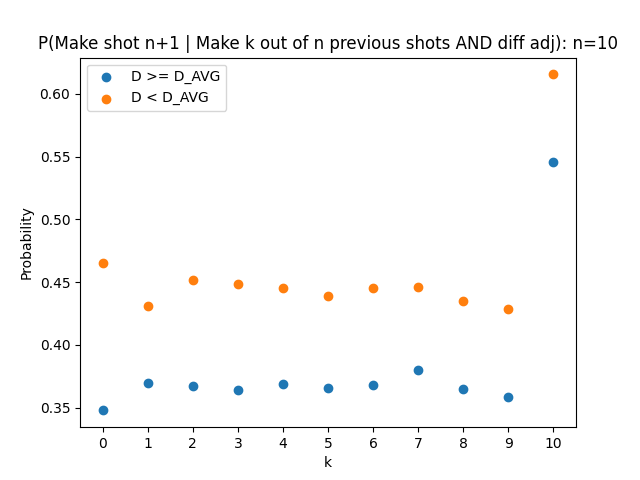 P(Make shot n+1 | Make k out of n previous shots AND diff adj): n=10
D >= D_AVG
D < D_AVG
0.60
0.55
0.50
0.45
0.40
0.35
Probability
0 1 2 3 4 5 6 7 8 9 10
k